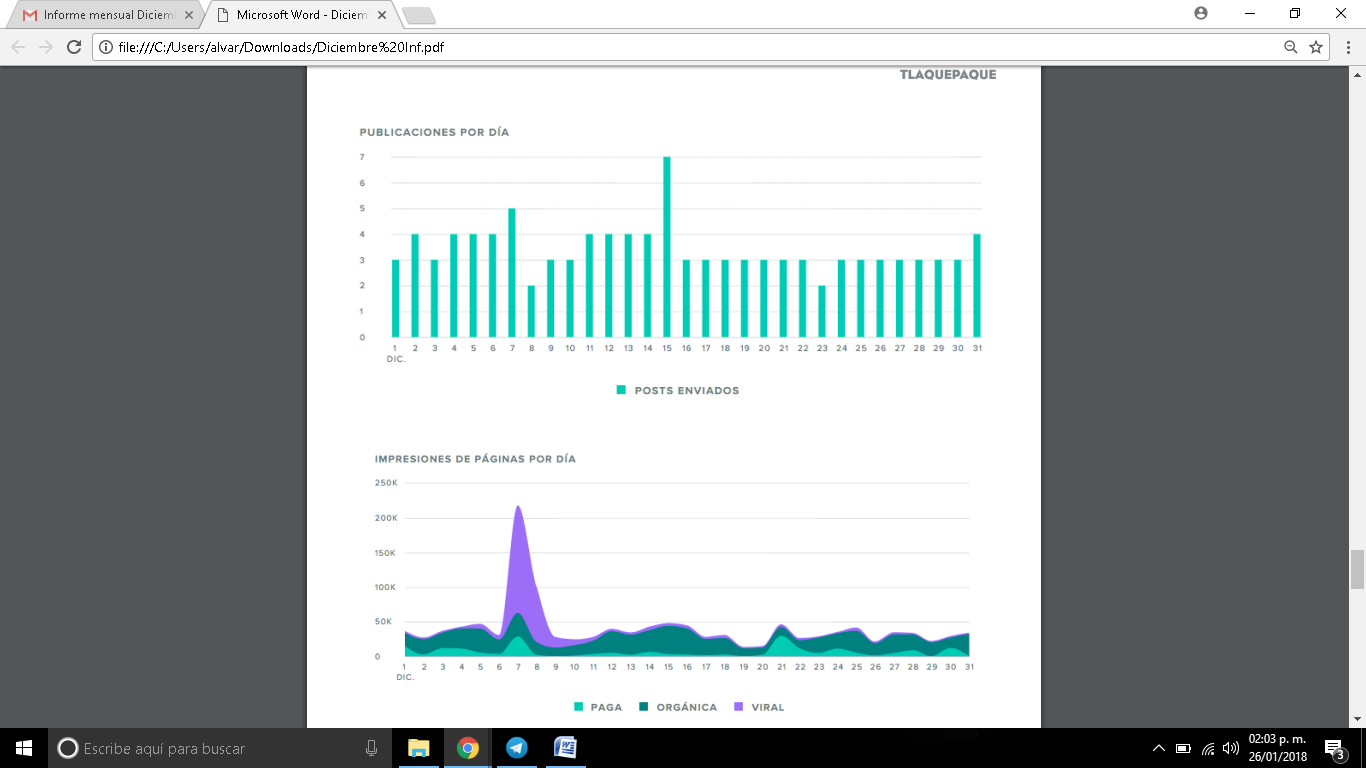 Informe mensual Diciem
Microsoft Word - Diciem
file:///C:/Users/alvar/Downloads/Diciembre%20Inf.pdf
TLAQUEPAQUE
PUBLICACIONES POR DÍA
7
6
5
4
3
2
1
0
1 2 3 4 5 6 7 8 9 10 11 12 13 14 15 16 17 18 19 20 21 22 23 24 25 26 27 28 29 30 31
DIC.
POSTS ENVIADOS
IMPRESIONES DE PÁGINAS POR DÍA
250K
200K
150K
100K
50K
0
1 2 3 4 5 6 7 8 9 10 11 12 13 14 15 16 17 18 19 20 21 22 23 24 25 26 27 28 29 30 31
DIC.
PAGA ORGÁNICA VIRAL
Escribe aquí para buscar
02:03 p. m.
26/01/2018
3